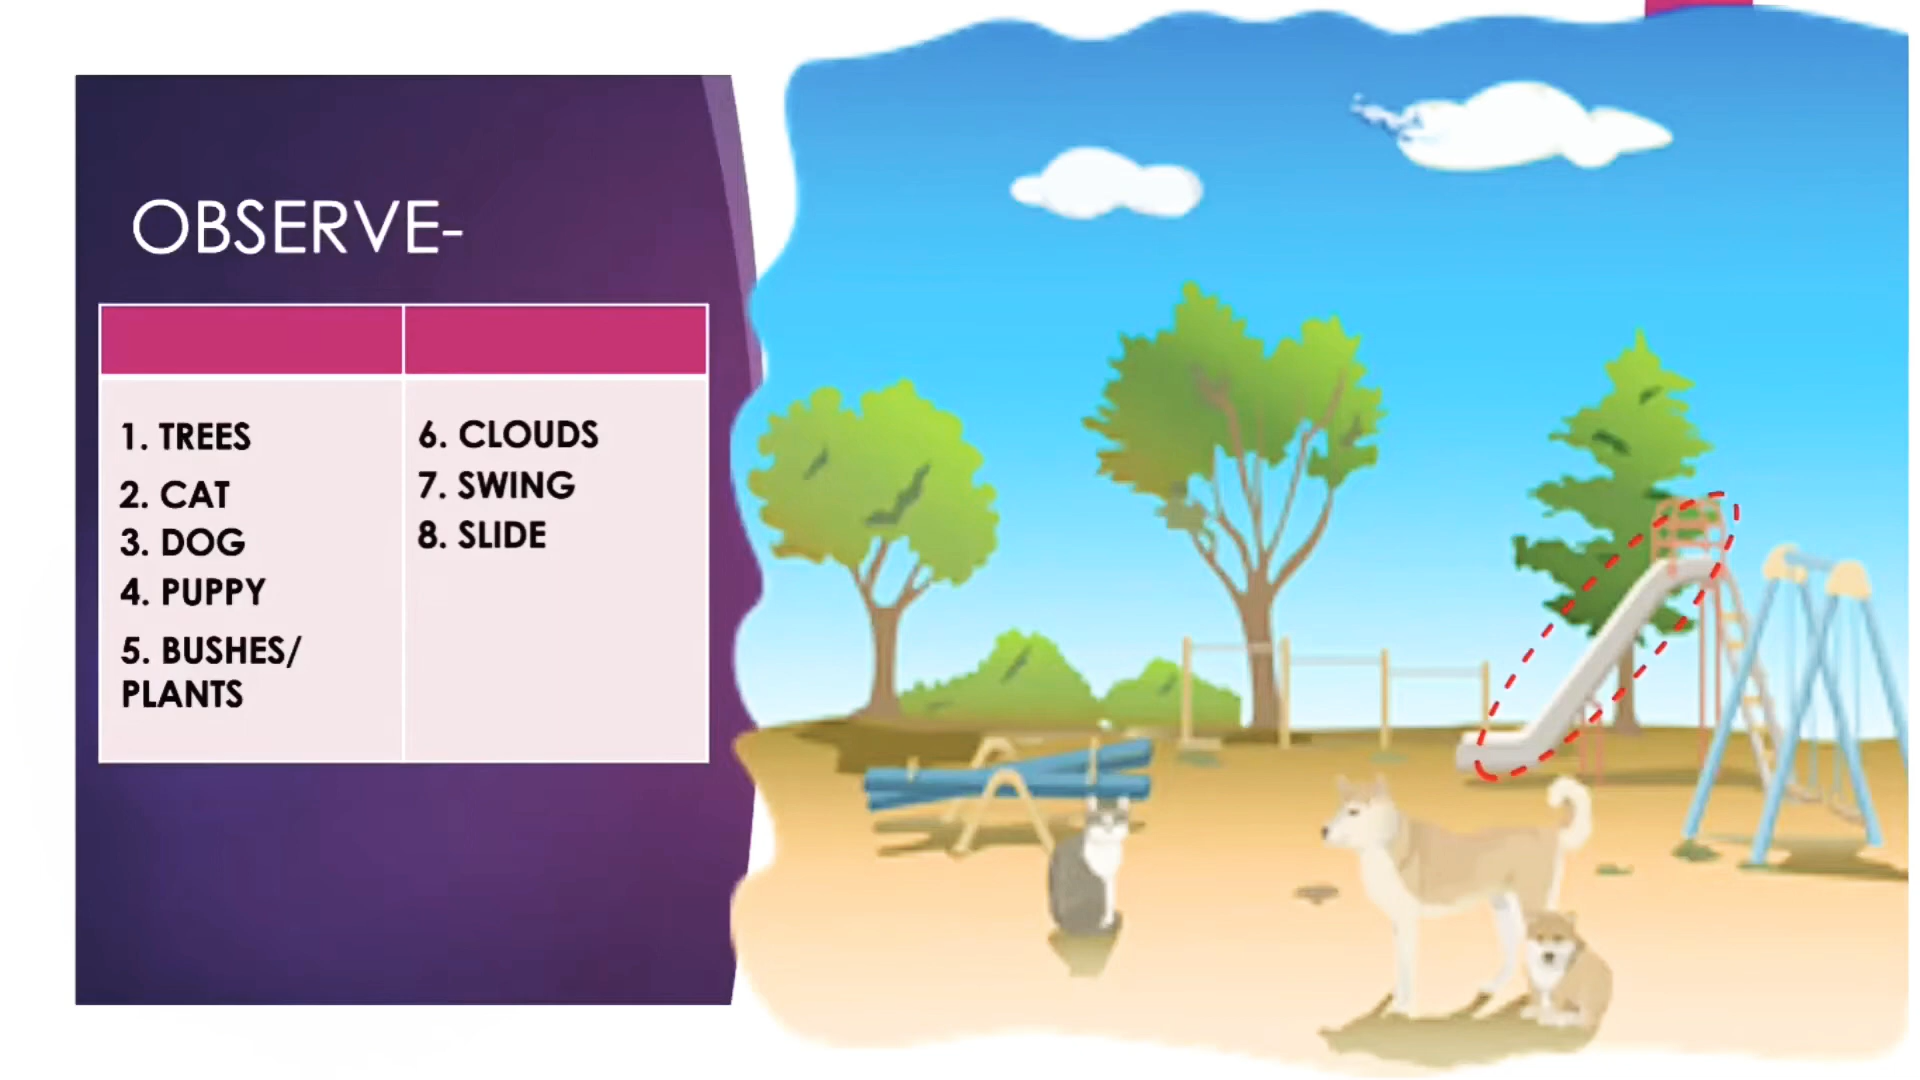 OBSERVE-
1. TREES
2. CAT
3. DOG
4. PUPPY
5. BUSHES/
PLANTS
6. CLOUDS
7. SWING
8. SLIDE